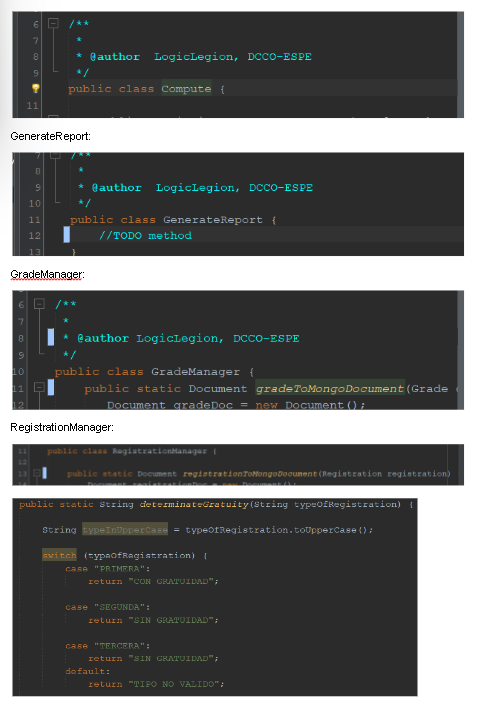 6 /**
7 *
8 * @author LogicLegion, DCCO-ESPE
9 */
public class Compute {
11
GenerateReport:
7 /**
8 *
9 * @author LogicLegion, DCCO-ESPE
10 */
11 public class GenerateReport {
12 //TODO method
13 }
GradeManager:
6 /**
7 *
8 * @author LogicLegion, DCCO-ESPE
9 */
10 public class GradeManager {
11 public static Document gradeToMongoDocument(Grade
12 Document gradeDoc = new Document();
RegistrationManager:
11 public class RegistrationManager {
12
13 public static Document registrationToMongoDocument(Registration registration)
14 Document registrationDoc = new Document();
public static String determinateGratuity(String typeOfRegistration) {
String typeInUpperCase = typeOfRegistration.toUpperCase();
switch (typeOfRegistration) {
case "PRIMERA":
return "CON GRATUIDAD";
case "SEGUNDA":
return "SIN GRATUIDAD";
case "TERCERA":
return "SIN GRATUIDAD";
default:
return "TIPO NO VALIDO";